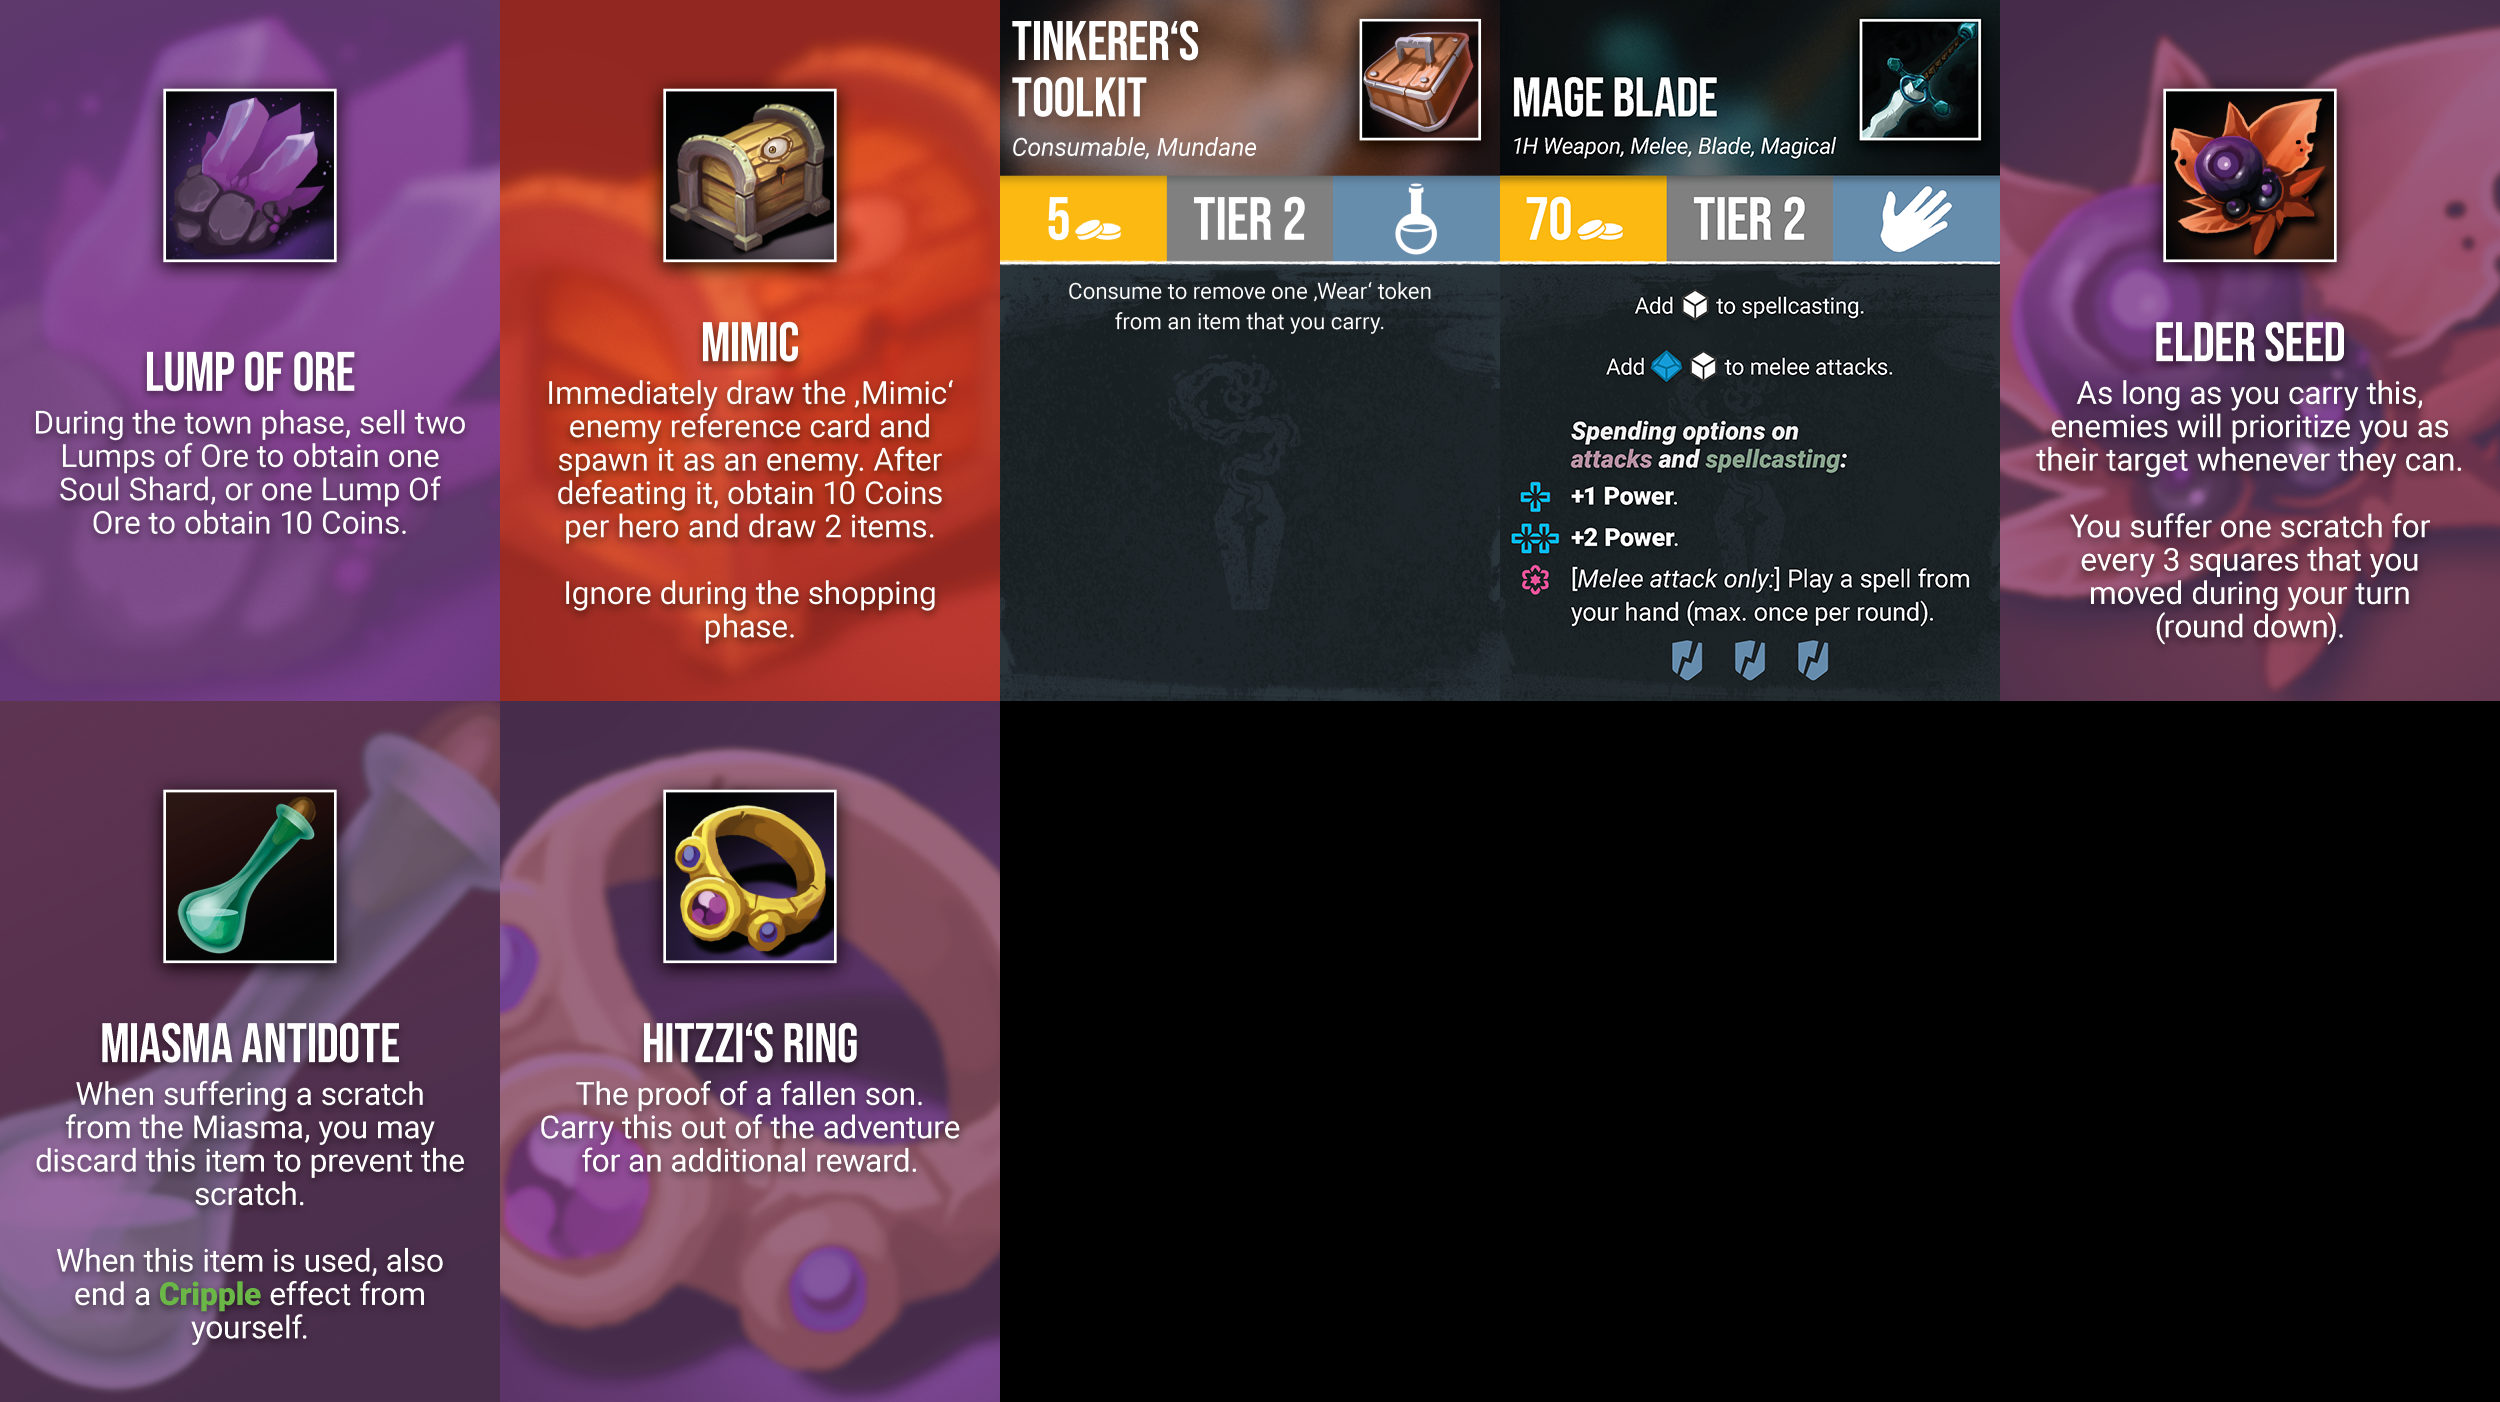 LUMP OF ORE
During the town phase, sell two
Lumps of Ore to obtain one
Soul Shard, or one Lump Of
Ore to obtain 10 Coins.
MIMIC
Immediately draw the ‚Mimic‘
enemy reference card and
spawn it as an enemy. After
defeating it, obtain 10 Coins
per hero and draw 2 items.
Ignore during the shopping
phase.
TINKERER‘S
TOOLKIT
Consumable, Mundane
5
TIER 2
Consume to remove one ‚Wear‘ token
from an item that you carry.
MAGE BLADE
1H Weapon, Melee, Blade, Magical
70
TIER 2
Add to spellcasting.
Add to melee attacks.
Spending options on
attacks and spellcasting:
+1 Power.
+2 Power.
[Melee attack only:] Play a spell from
your hand (max. once per round).
ELDER SEED
As long as you carry this,
enemies will prioritize you as
their target whenever they can.
You suffer one scratch for
every 3 squares that you
moved during your turn
(round down).
MIASMA ANTIDOTE
When suffering a scratch
from the Miasma, you may
discard this item to prevent the
scratch.
When this item is used, also
end a Cripple effect from
yourself.
HITZZI‘S RING
The proof of a fallen son.
Carry this out of the adventure
for an additional reward.